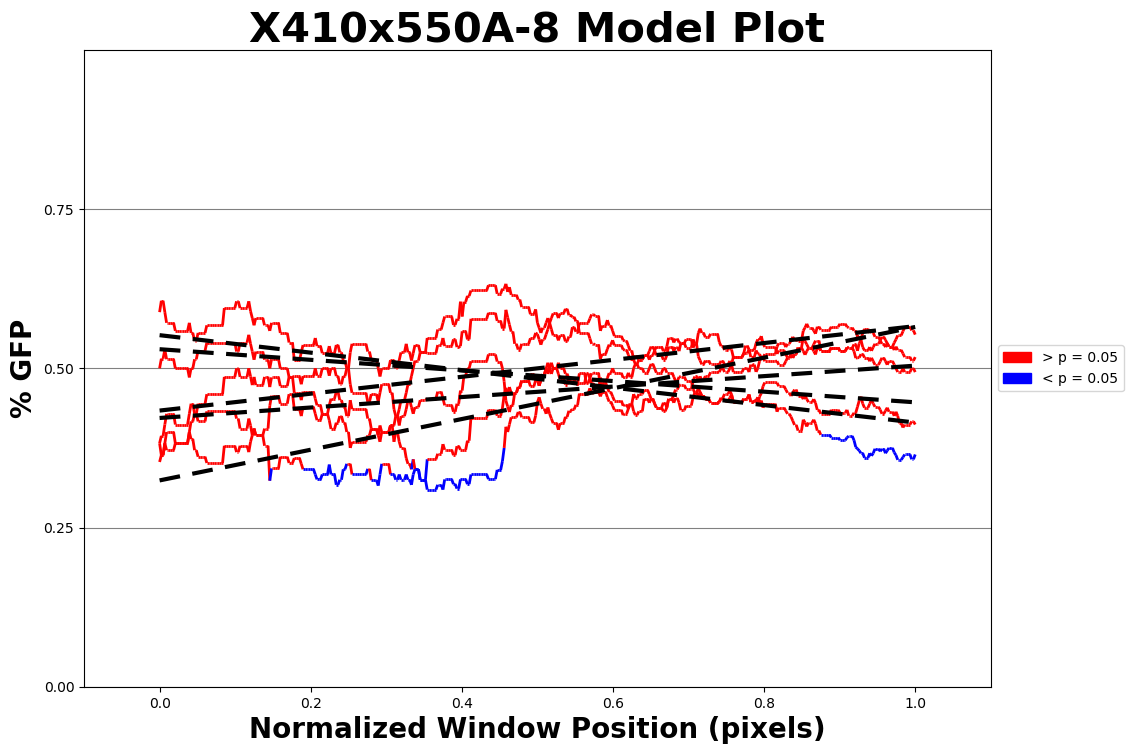 X410x550A-8 Model Plot
% GFP
0.75
0.50
0.25
0.00
0.0 0.2 0.4 0.6 0.8 1.0
Normalized Window Position (pixels)
> p = 0.05
< p = 0.05